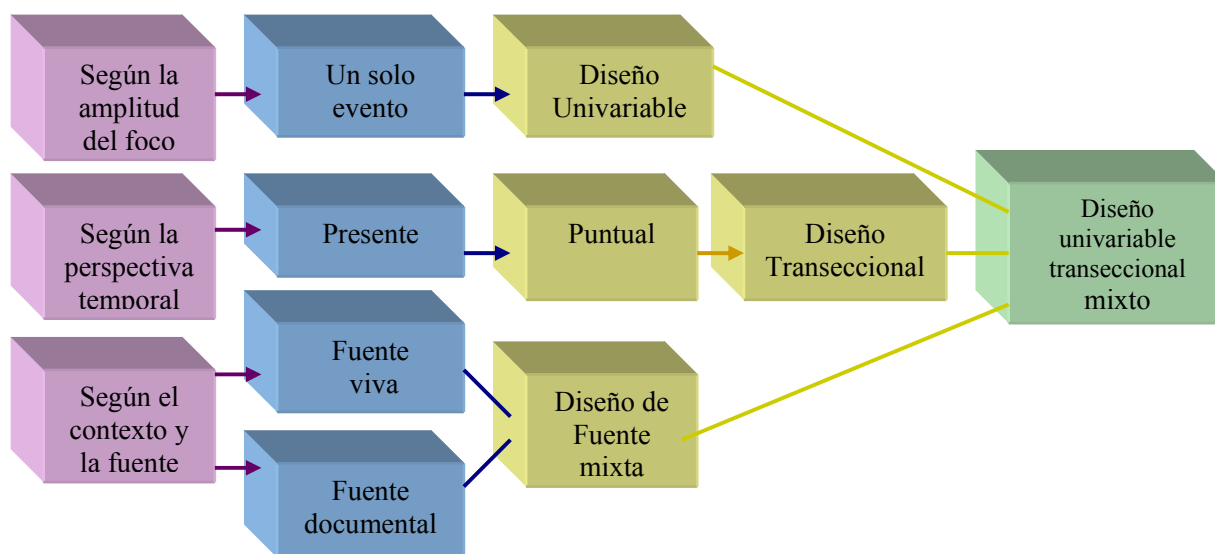 Según la
amplitud
del foco
Un solo
evento
Diseño
Univariable
Según la
perspectiva
temporal
Presente
Puntual
Diseño
Transeccional
Diseño
univariable
transeccional
mixto
Según el
contexto y
la fuente
Fuente
viva
Fuente
documental
Diseño de
Fuente
mixta